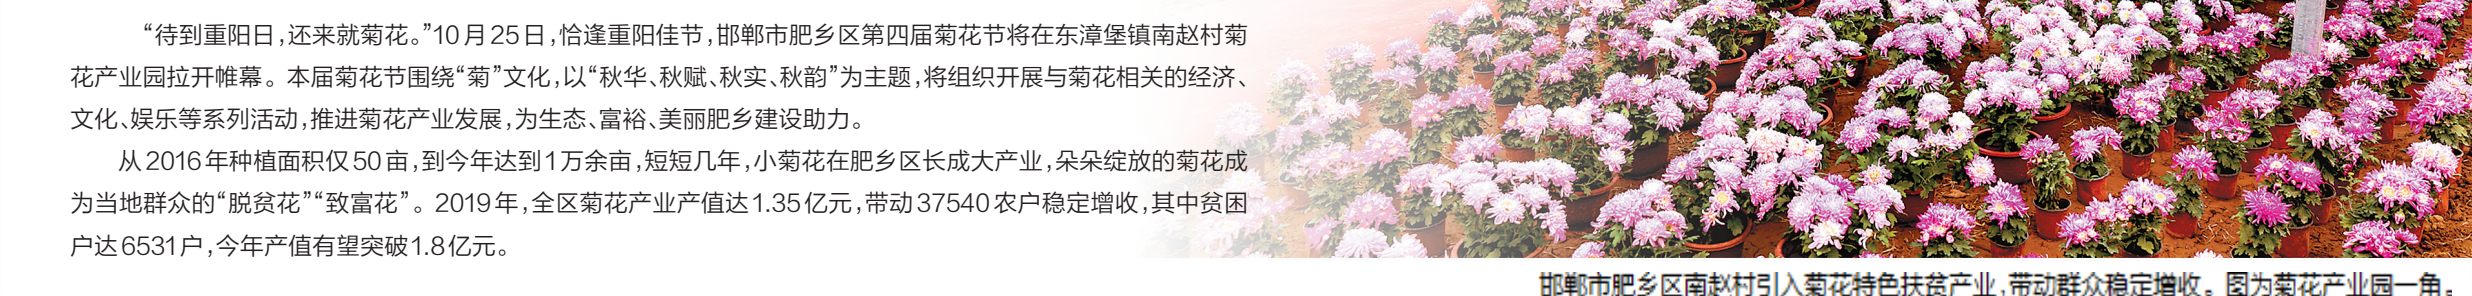 “待到重阳日，还来就菊花。”10月25日，恰逢重阳佳节，邯郸市肥乡区第四届菊花节将在东漳堡镇南赵村菊
花产业园拉开帷幕。本届菊花节围绕“菊”文化，以“秋华、秋赋、秋实、秋韵”为主题，将组织开展与菊花相关的经济、
文化、娱乐等系列活动，推进菊花产业发展，为生态、富裕、美丽肥乡建设助力。
从2016年种植面积仅50亩，到今年达到1万余亩，短短几年，小菊花在肥乡区长成大产业，朵朵绽放的菊花成
为当地群众的“脱贫花”“致富花”。2019年，全区菊花产业产值达1.35亿元，带动37540农户稳定增收，其中贫困
户达6531户，今年产值有望突破1.8亿元。
邯郸市肥乡区南赵村引入菊花特色扶贫产业，带动群众稳定增收。图为菊花产业园一角。